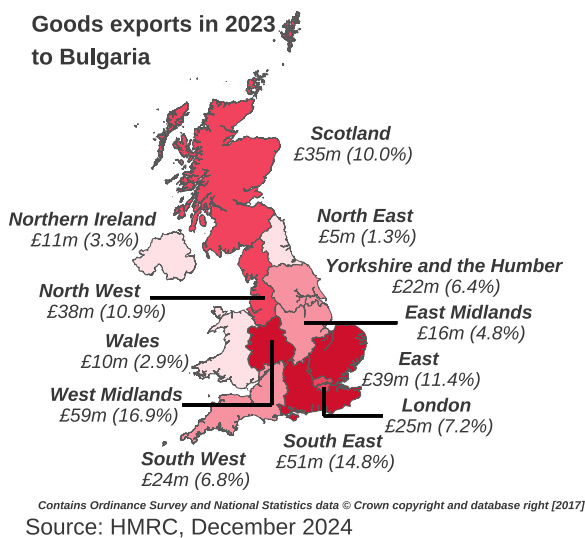 Goods exports in 2023
to Bulgaria
Scotland
£35m (10.0%)
Northern Ireland
£11m (3.3%)
North East
£5m (1.3%)
Yorkshire and the Humber
£22m (6.4%)
North West
£38m (10.9%)
East Midlands
£16m (4.8%)
Wales
£10m (2.9%)
East
£39m (11.4%)
West Midlands
£59m (16.9%)
London
£25m (7.2%)
South East
£51m (14.8%)
South West
£24m (6.8%)
Contains Ordinance Survey and National Statistics data © Crown copyright and database right [2017]
Source: HMRC, December 2024